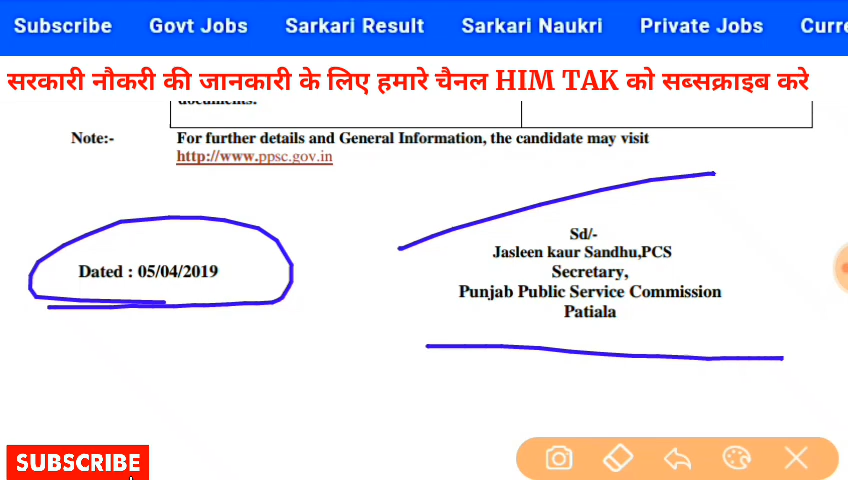 Subscribe Govt Jobs Sarkari Result Sarkari Naukri Private Jobs
सरकारी नौकरी की जानकारी के लिए हमारे चैनल HIM TAK को सब्सक्राइब करे
documents.
Note:- For further details and General Information, the candidate may visit
http://www.ppsc.gov.in
Sd/-
Jasleen kaur Sandhu,PCS
Dated : 05/04/2019 Secretary,
Punjab Public Service Commission
Patiala
SUBSCRIBE